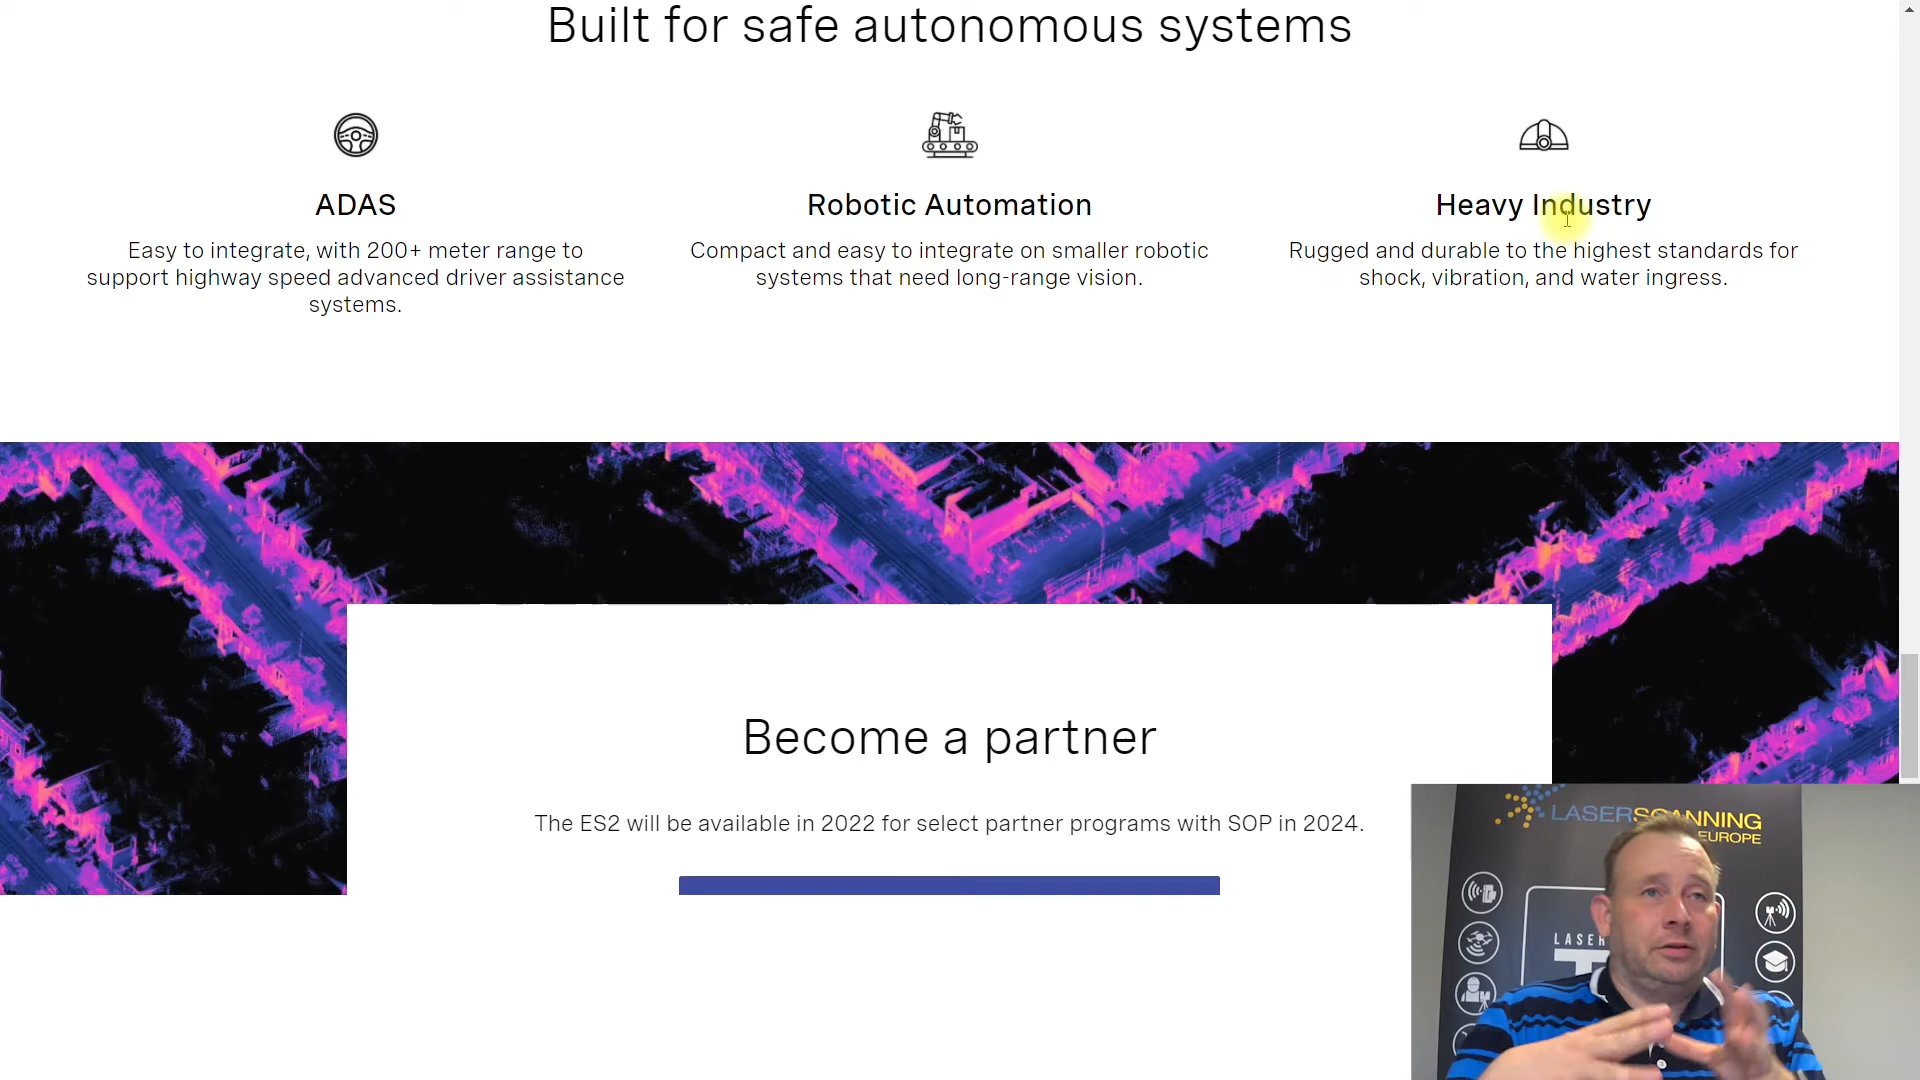 Built for safe autonomous systems
ADAS
Easy to integrate, with 200+ meter range to
support highway speed advanced driver assistance
systems.
Robotic Automation
Compact and easy to integrate on smaller robotic
systems that need long-range vision.
Heavy Industry
Rugged and durable to the highest standards for
shock, vibration, and water ingress.
Become a partner
The ES2 will be available in 2022 for select partner programs with SOP in 2024.
LASERSCANNING
EUROPE